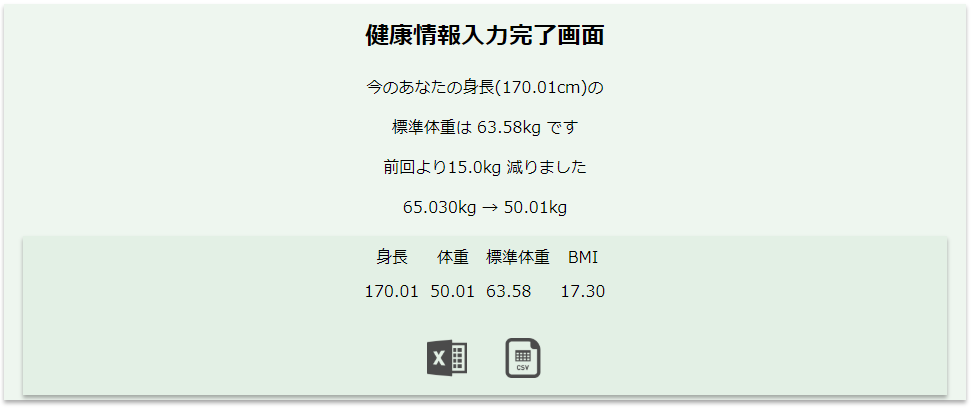 健康情報入力完了画面
今のあなたの身長(170.01cm)の
標準体重は 63.58kg です
前回より15.0kg 減りました
65.030kg → 50.01kg
身長 体重 標準体重 BMI
170.01 50.01 63.58 17.30
X CSV